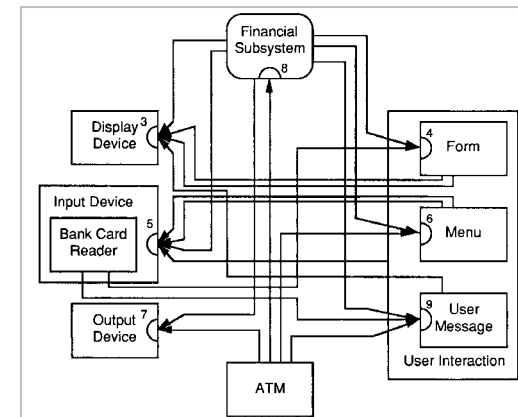 Financial
Subsystem
8
Display 3
Device
4
Form
Input Device
5
Bank Card
Reader
6
Menu
Output 7
Device
9
User
Message
User Interaction
ATM